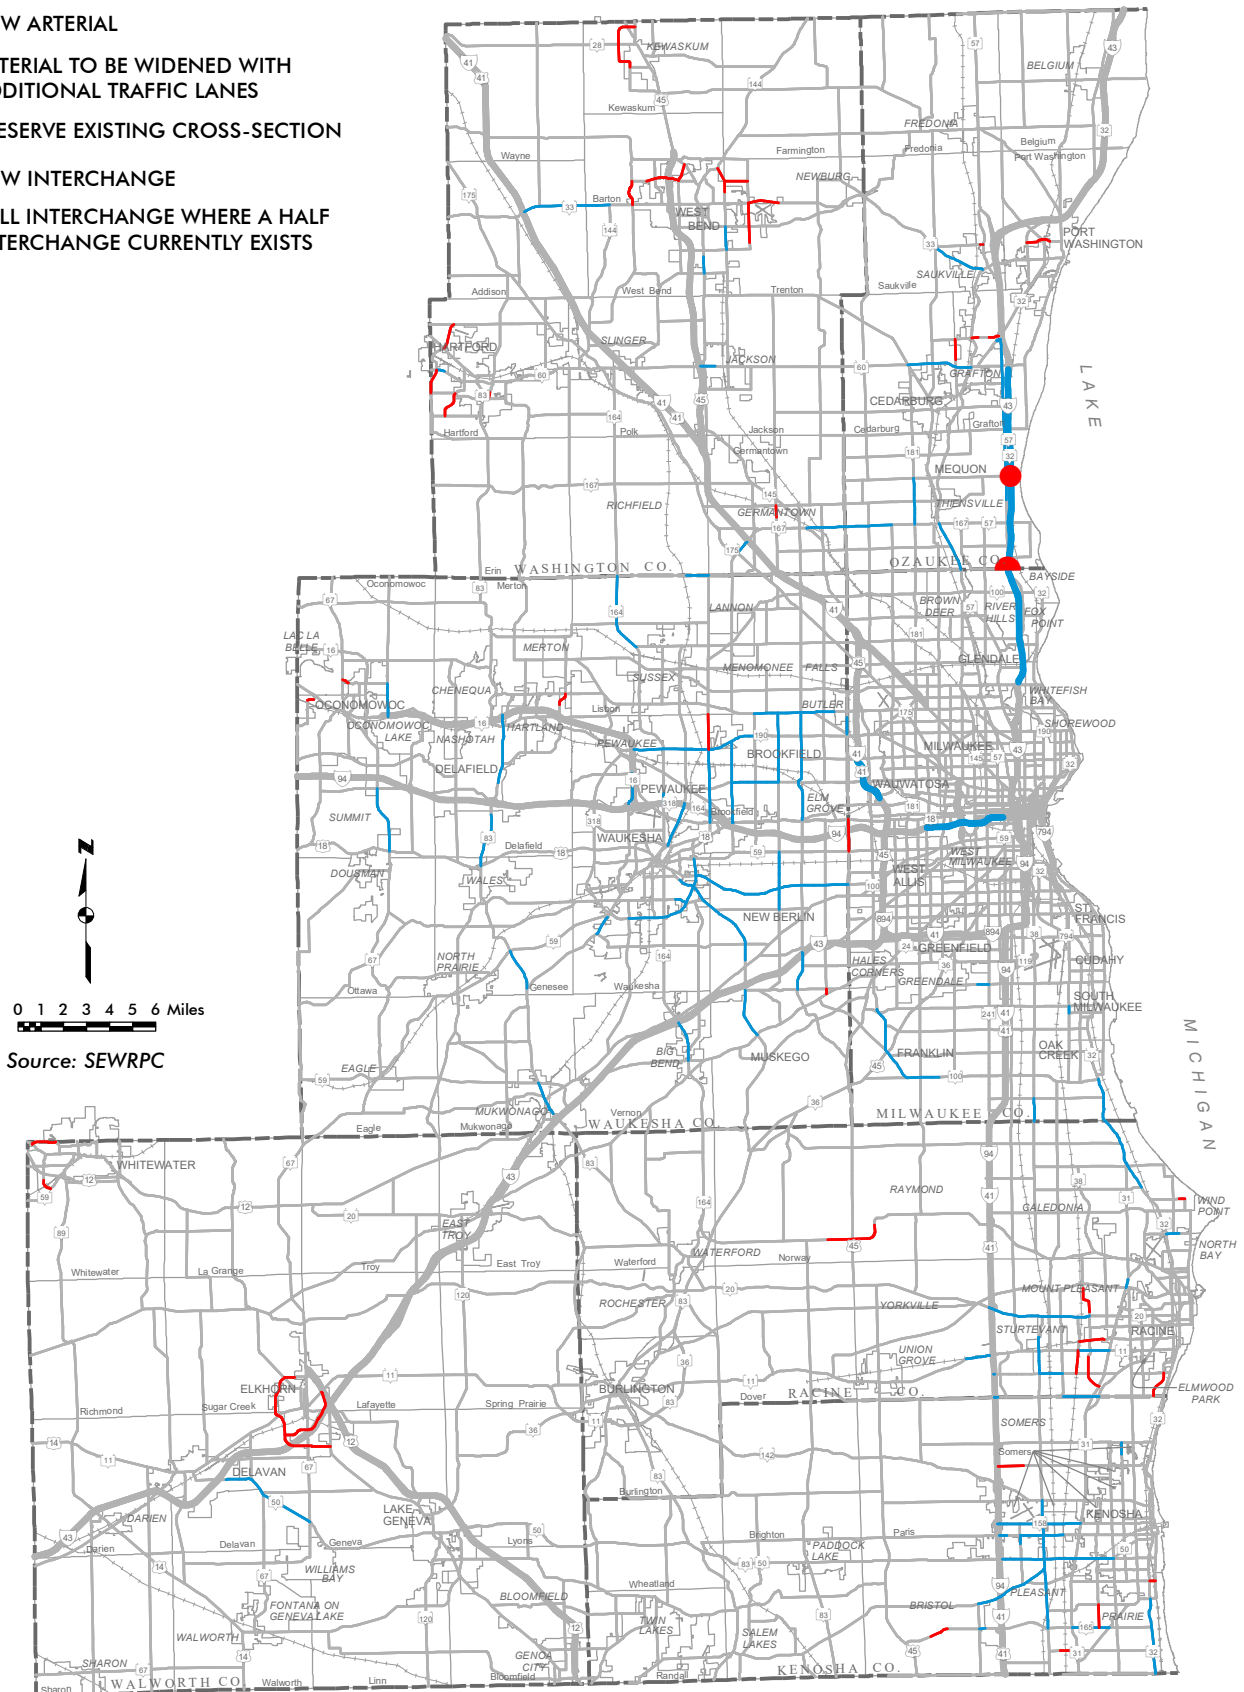 W ARTERIAL
TERIAL TO BE WIDENED WITH
DITIONAL TRAFFIC LANES
ESERVE EXISTING CROSS-SECTION
W INTERCHANGE
LL INTERCHANGE WHERE A HALF
TERCHANGE CURRENTLY EXISTS
KEWASKUM
BELGIUM
Kewaskum
FREDONIA
Wayne
Farmington
Fredonia
Belgium
Port Washington
NEWBURG
Barton
WEST
BEND
PORT
WASHINGTON
SAUKVILLE
Addison
West Bend
Trenton
Saukville
HARTFORD
SLINGER
JACKSON
GRAFTON
CEDARBURG
LAKE
Hartford
Polk
Jackson
Cedarburg
Grafton
Germantown
MEQUON
RICHFIELD
GERMANTOWN
THIENSVILLE
Erin
WASHINGTON CO.
OZAUKEE CO.
Oconomowoc
Merton
BAYSIDE
LANNON
BROWN
DEER
RIVER
HILLS
FOX
POINT
LAC LA
BELLE
MERTON
GLENDALE
MENOMONEE FALLS
SUSSEX
CHENEQUA
WHITEFISH
BAY
OCONOMOWOC
Lisbon
BUTLER
SHOREWOOD
OCONOMOWOC
LAKE
NASHOTAH
HARTLAND
PEWAUKEE
BROOKFIELD
MILWAUKEE
DELAFIELD
WAUWATOSA
PEWAUKEE
ELM
GROVE
SUMMIT
Brookfield
WAUKESHA
Delafield
WEST
MILWAUKEE
DOUSMAN
WALES
WEST
ALLIS
NEW BERLIN
ST.
FRANCIS
GREENFIELD
NORTH
PRAIRIE
HALES
CORNERS
CUDAHY
GREENDALE
Ottawa
Genesee
Waukesha
SOUTH
MILWAUKEE
0 1 2 3 4 5 6 Miles
Source: SEWRPC
N
MICHIGAN
BIG
BEND
MUSKEGO
FRANKLIN
OAK
CREEK
EAGLE
MUKWONAGO
Vernon
Eagle
Mukwonago
WAUKESHA CO.
MILWAUKEE CO.
WHITEWATER
RAYMOND
CALEDONIA
WIND
POINT
EAST
TROY
NORTH
BAY
WATERFORD
Whitewater
La Grange
Troy
East Troy
Waterford
Norway
ROCHESTER
YORKVILLE
MOUNT PLEASANT
STURTEVANT
RACINE
UNION
GROVE
ELKHORN
BURLINGTON
Dover
RACINE CO.
ELMWOOD
PARK
Richmond
Sugar Creek
Lafayette
Spring Prairie
SOMERS
Somers
DELAVAN
Burlington
LAKE
GENEVA
KENOSHA
DARIEN
Darien
Delavan
Geneva
Lyons
Brighton
Paris
PADDOCK
LAKE
WILLIAMS
BAY
Wheatland
BLOOMFIELD
FONTANA ON
GENEVA LAKE
BRISTOL
PLEASANT
PRAIRIE
TWIN
LAKES
SALEM
LAKES
WALWORTH
GENOA
CITY
SHARON
Sharon
WALWORTH CO.
Walworth
Linn
Bloomfield
Randall
KENOSHA CO.